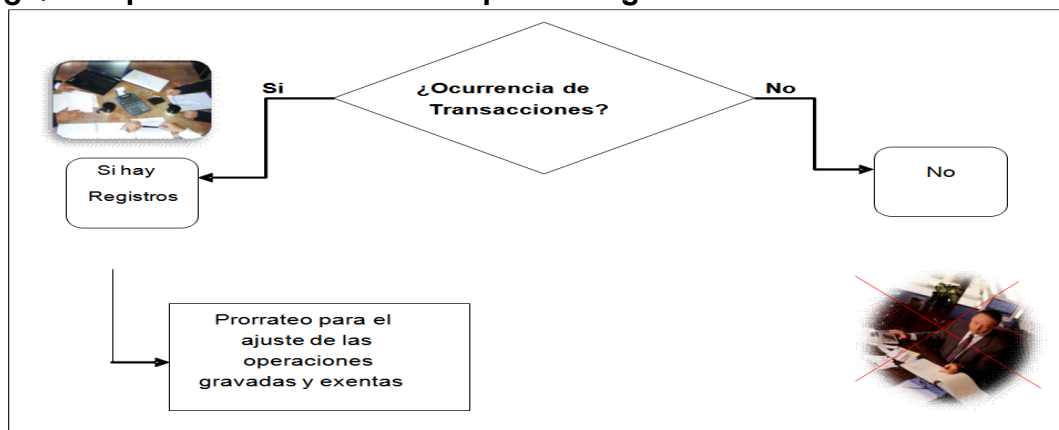 ¿Ocurrencia de
Transacciones?
Si
No
Si hay
Registros
No
Prorrateo para el
ajuste de las
operaciones
gravadas y exentas